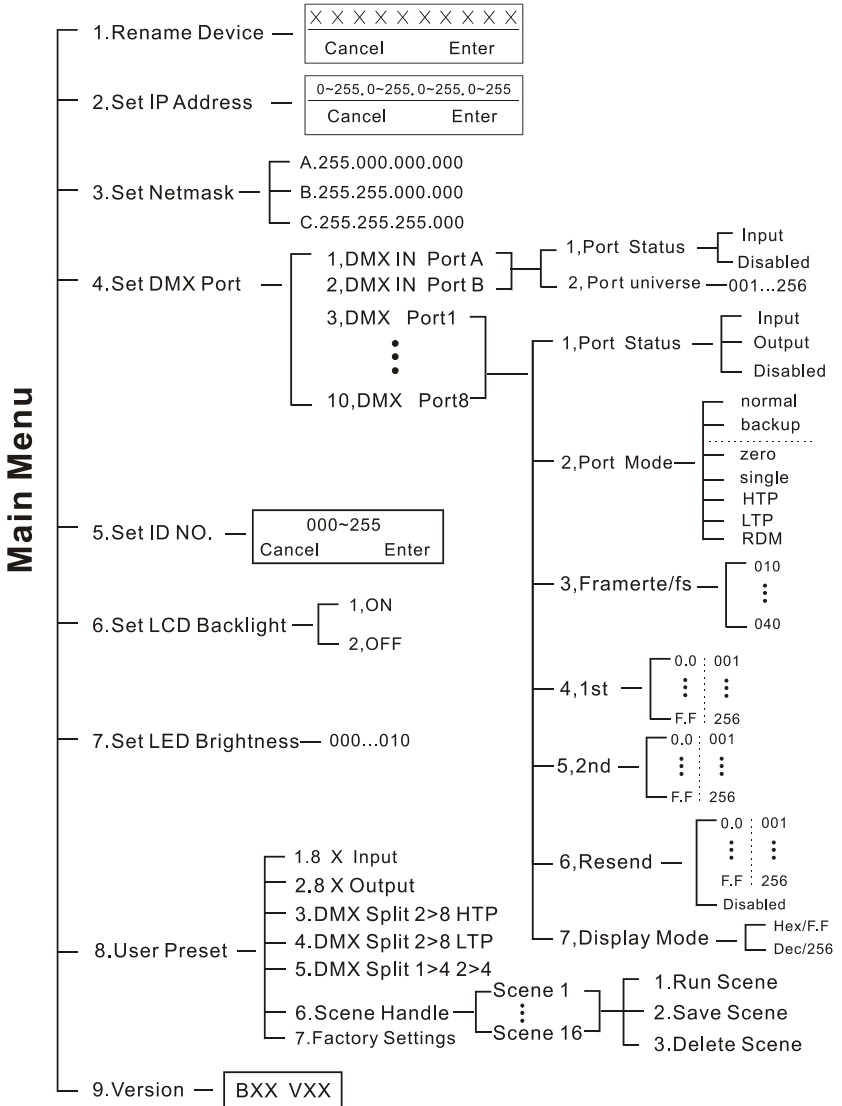 Main Menu
1.Rename Device
X X X X X X X X X X
Cancel Enter
2.Set IP Address
0~255.0~255.0~255.0~255
Cancel Enter
3.Set Netmask
A.255.000.000.000
B.255.255.000.000
C.255.255.255.000
4.Set DMX Port
1,DMX IN Port A
2,DMX IN Port B
1,Port Status
Input
Disabled
2,Port universe
001...256
3,DMX Port1
10,DMX Port8
1,Port Status
Input
Output
Disabled
2,Port Mode
normal
backup
zero
single
HTP
LTP
RDM
3,Framerte/fs
010
040
4,1st
0.0 001
F.F 256
5,2nd
0.0 001
F.F 256
6,Resend
0.0 001
F.F 256
Disabled
7,Display Mode
Hex/F.F
Dec/256
5.Set ID NO.
000~255
Cancel Enter
6.Set LCD Backlight
1,ON
2,OFF
7.Set LED Brightness
000...010
8.User Preset
1.8 X Input
2.8 X Output
3.DMX Split 2>8 HTP
4.DMX Split 2>8 LTP
5.DMX Split 1>4 2>4
6.Scene Handle
Scene 1
Scene 16
1.Run Scene
2.Save Scene
3.Delete Scene
7.Factory Settings
9.Version
BXX VXX